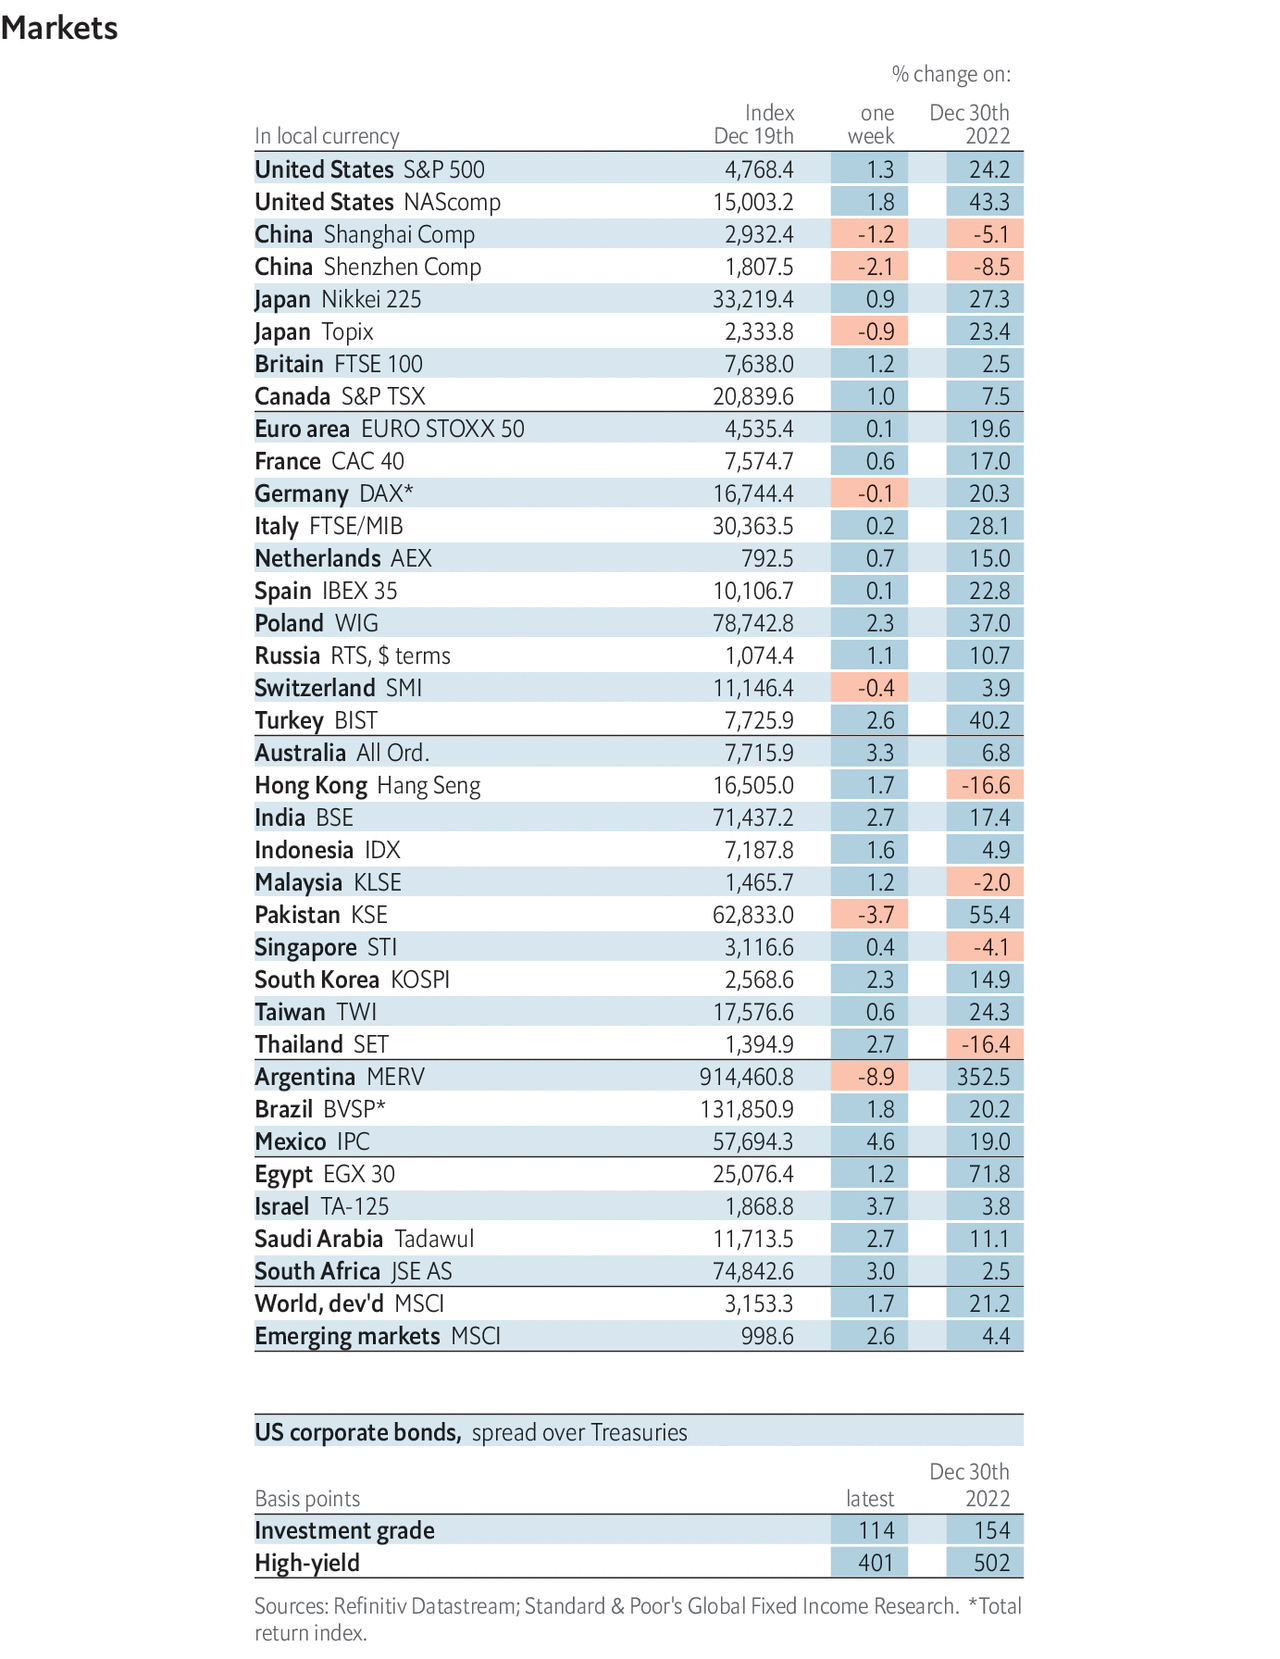 Markets
% change on:
Index one Dec 30th
In local currency Dec 19th week 2022
United States S&P 500 4,768.4 1.3 24.2
United States NAScomp 15,003.2 1.8 43.3
China Shanghai Comp 2,932.4 -1.2 -5.1
China Shenzhen Comp 1,807.5 -2.1 -8.5
Japan Nikkei 225 33,219.4 0.9 27.3
Japan Topix 2,333.8 -0.9 23.4
Britain FTSE 100 7,638.0 1.2 2.5
Canada S&P TSX 20,839.6 1.0 7.5
Euro area EURO STOXX 50 4,535.4 0.1 19.6
France CAC 40 7,574.7 0.6 17.0
Germany DAX* 16,744.4 -0.1 20.3
Italy FTSE/MIB 30,363.5 0.2 28.1
Netherlands AEX 792.5 0.7 15.0
Spain IBEX 35 10,106.7 0.1 22.8
Poland WIG 78,742.8 2.3 37.0
Russia RTS, $ terms 1,074.4 1.1 10.7
Switzerland SMI 11,146.4 -0.4 3.9
Turkey BIST 7,725.9 2.6 40.2
Australia All Ord. 7,715.9 3.3 6.8
Hong Kong Hang Seng 16,505.0 1.7 -16.6
India BSE 71,437.2 2.7 17.4
Indonesia IDX 7,187.8 1.6 4.9
Malaysia KLSE 1,465.7 1.2 -2.0
Pakistan KSE 62,833.0 -3.7 55.4
Singapore STI 3,116.6 0.4 -4.1
South Korea KOSPI 2,568.6 2.3 14.9
Taiwan TWI 17,576.6 0.6 24.3
Thailand SET 1,394.9 2.7 -16.4
Argentina MERV 914,460.8 -8.9 352.5
Brazil BVSP* 131,850.9 1.8 20.2
Mexico IPC 57,694.3 4.6 19.0
Egypt EGX 30 25,076.4 1.2 71.8
Israel TA-125 1,868.8 3.7 3.8
Saudi Arabia Tadawul 11,713.5 2.7 11.1
South Africa JSE AS 74,842.6 3.0 2.5
World, dev'd MSCI 3,153.3 1.7 21.2
Emerging markets MSCI 998.6 2.6 4.4
US corporate bonds, spread over Treasuries
Dec 30th
Basis points latest 2022
Investment grade 114 154
High-yield 401 502
Sources: Refinitiv Datastream; Standard & Poor's Global Fixed Income Research. *Total
return index.